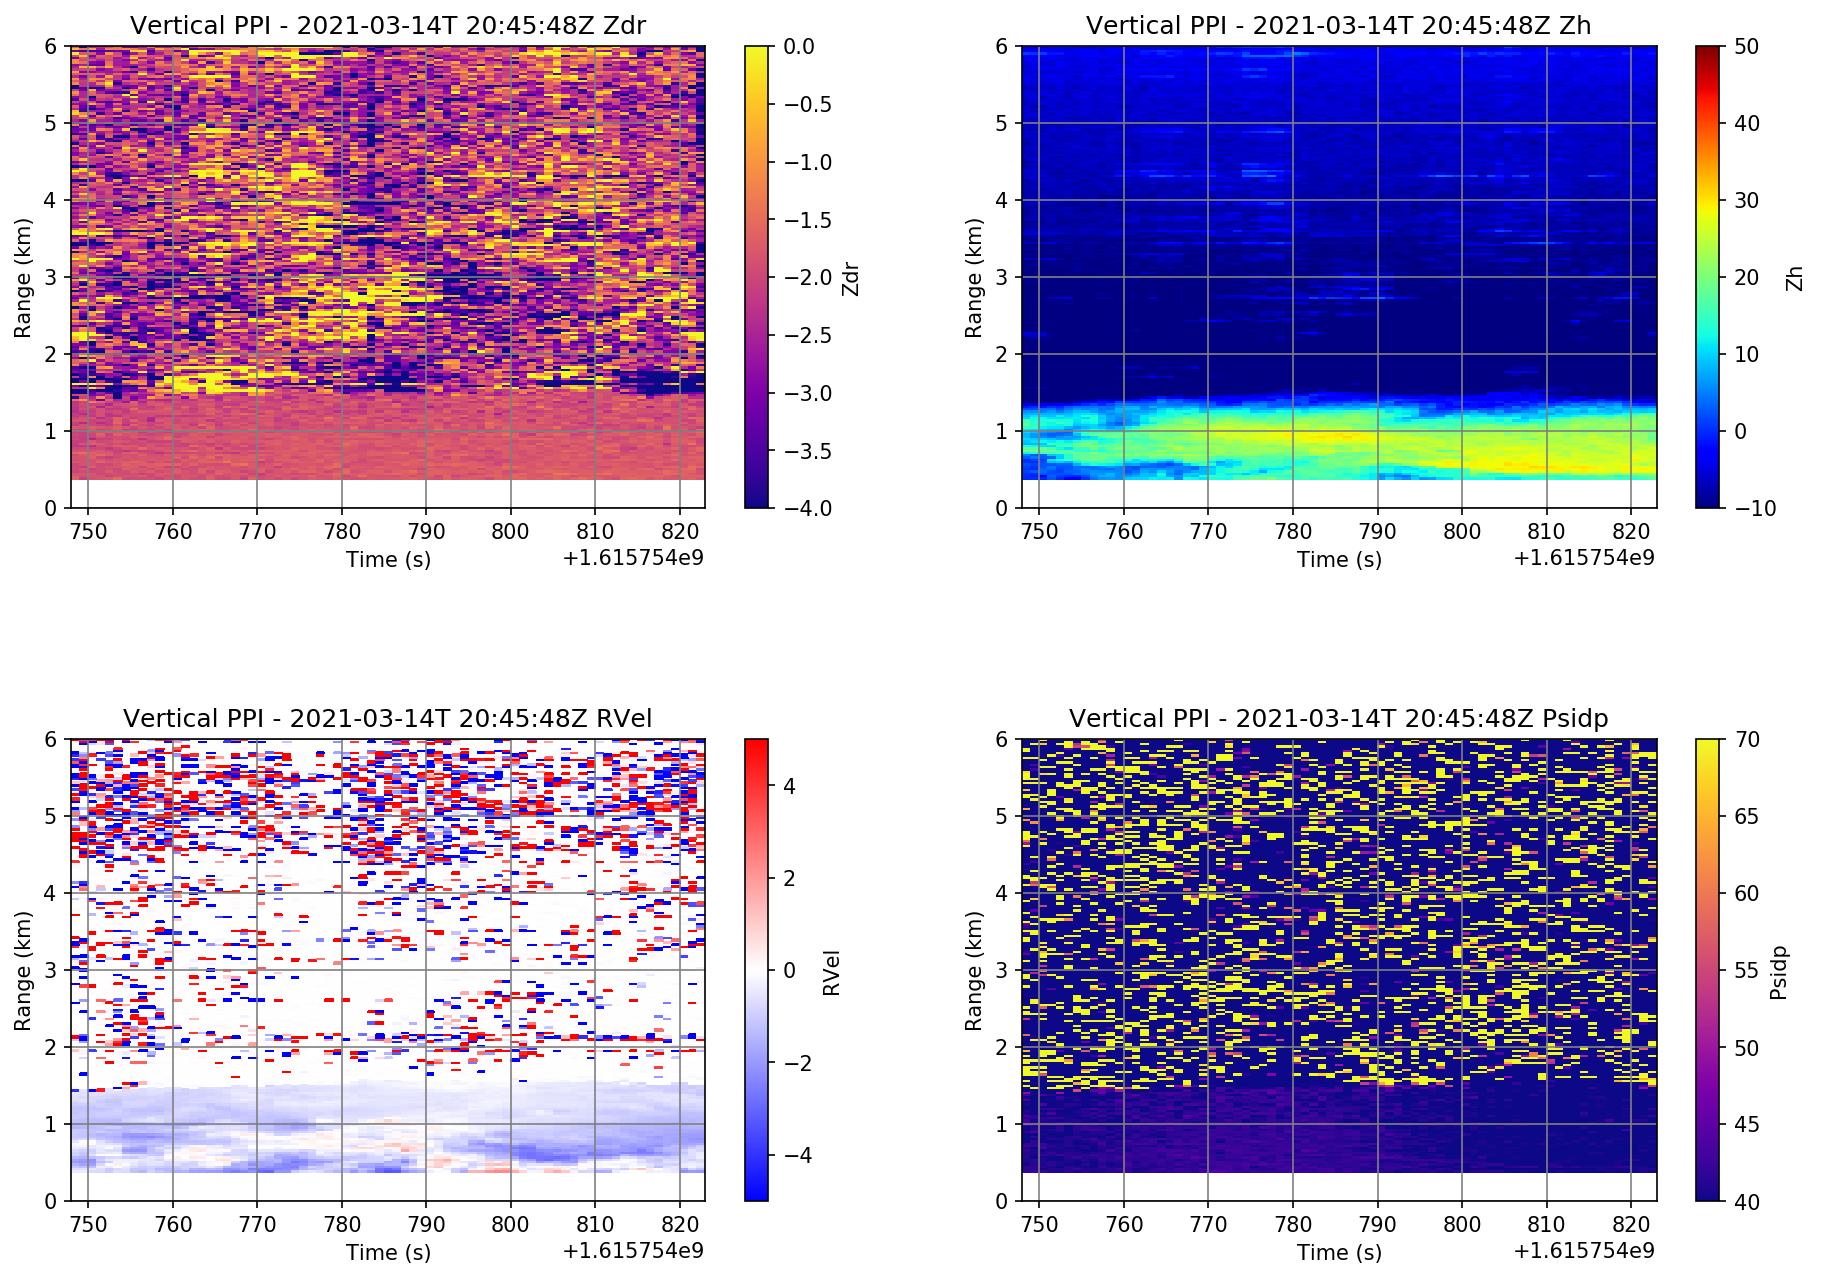 Vertical PPI - 2021-03-14T 20:45:48Z Zdr
6
5
4
3
2
1
0
Range (km)
750 760 770 780 790 800 810 820
Time (s)
+1.615754e9
0.0
−0.5
−1.0
−1.5
−2.0
−2.5
−3.0
−3.5
−4.0
Zdr
Vertical PPI - 2021-03-14T 20:45:48Z Zh
6
5
4
3
2
1
0
Range (km)
750 760 770 780 790 800 810 820
Time (s)
+1.615754e9
50
40
30
20
10
0
−10
Zh
Vertical PPI - 2021-03-14T 20:45:48Z RVel
6
5
4
3
2
1
0
Range (km)
750 760 770 780 790 800 810 820
Time (s)
+1.615754e9
4
2
0
−2
−4
RVel
Vertical PPI - 2021-03-14T 20:45:48Z Psidp
6
5
4
3
2
1
0
Range (km)
750 760 770 780 790 800 810 820
Time (s)
+1.615754e9
70
65
60
55
50
45
40
Psidp